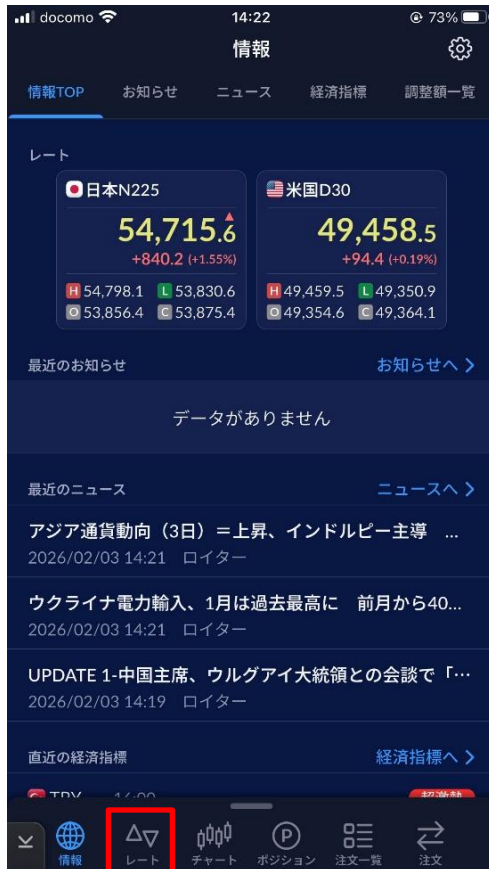 docomo 14:22 73%
情報
情報TOP お知らせ ニュース 経済指標 調整額一覧
レート
日本N225 米国D30
54,715.6 49,458.5
+840.2 (+1.55%) +94.4 (+0.19%)
H 54,798.1 L 53,830.6 H 49,459.5 L 49,350.9
O 53,856.4 C 53,875.4 O 49,354.6 C 49,364.1
最近のお知らせ お知らせへ
データがありません
最近のニュース ニュースへ
アジア通貨動向（3日）＝上昇、インドルピー主導 ...
2026/02/03 14:21 ロイター
ウクライナ電力輸入、1月は過去最高に 前月から40...
2026/02/03 14:21 ロイター
UPDATE 1-中国主席、ウルグアイ大統領との会談で「…
2026/02/03 14:19 ロイター
直近の経済指標 経済指標へ
情報 レート チャート ポジション 注文一覧 注文